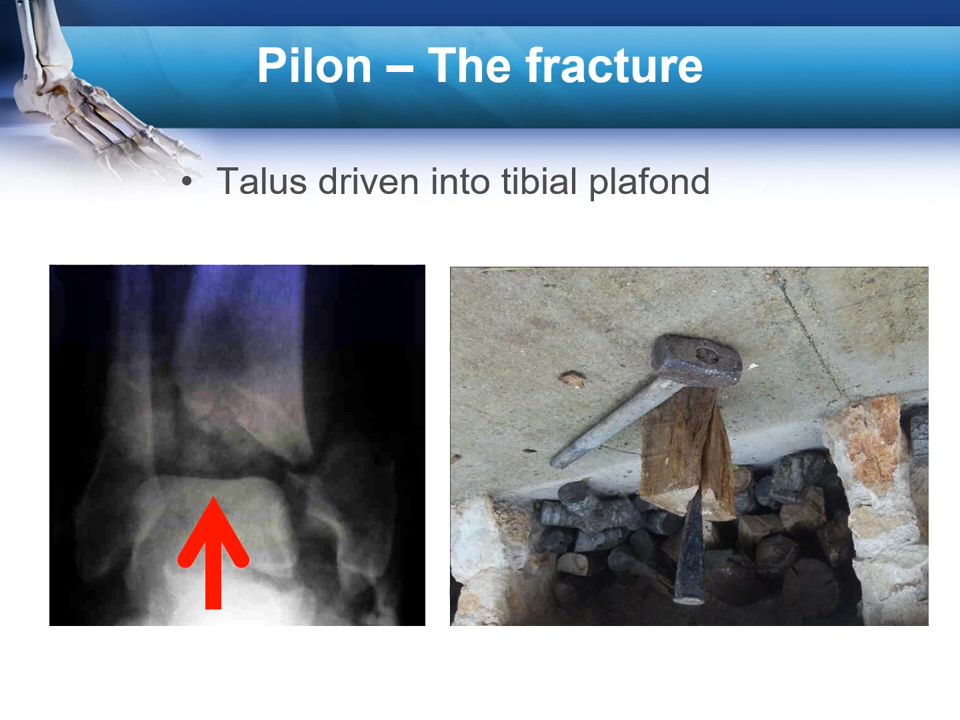 Pilon – The fracture
• Talus driven into tibial plafond